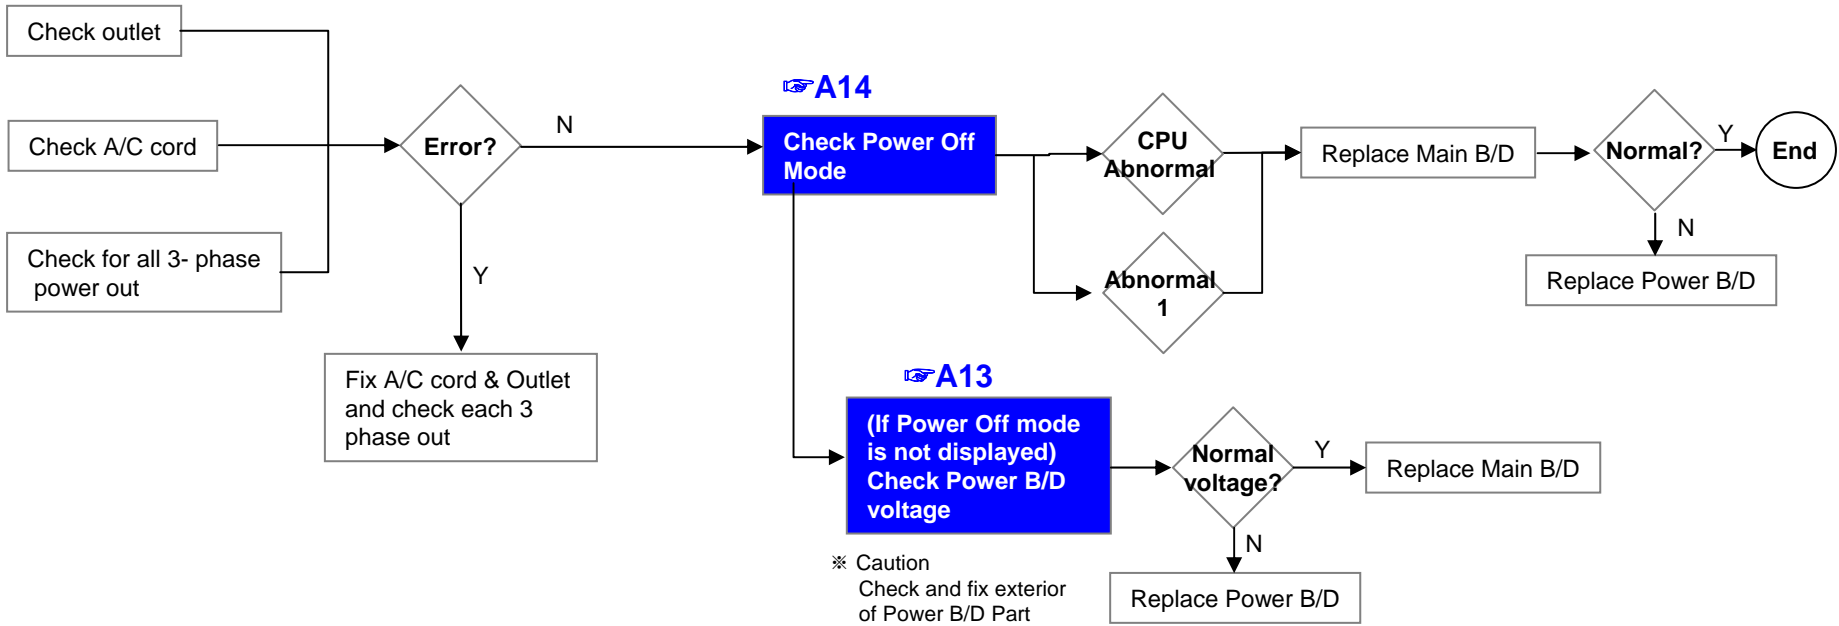 Check outlet
Check A/C cord
Check for all 3- phase
power out
Error?
N
Y
Fix A/C cord & Outlet
and check each 3
phase out
☞A14
Check Power Off
Mode
CPU
Abnormal
Abnormal
1
Replace Main B/D
Normal?
Y
End
N
Replace Power B/D
☞A13
(If Power Off mode
is not displayed)
Check Power B/D
voltage
※ Caution
Check and fix exterior
of Power B/D Part
Normal
voltage?
Y
Replace Main B/D
N
Replace Power B/D